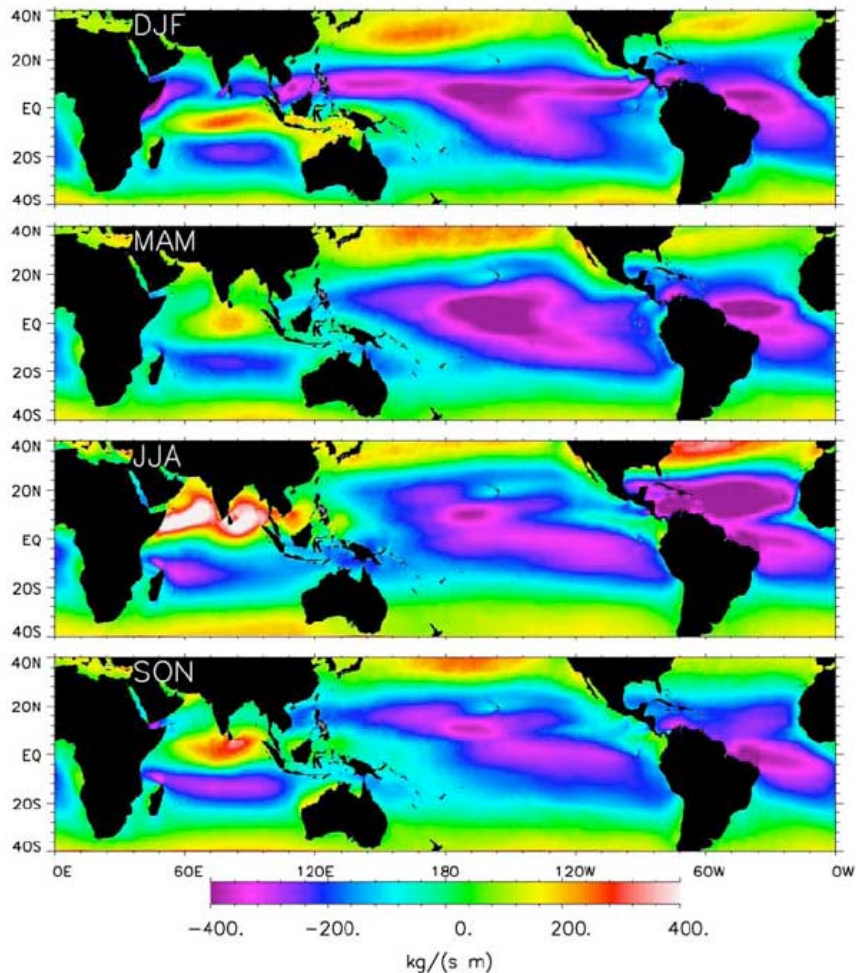 40N
DJF
20N
EQ
20S
40S
40N
MAM
20N
EQ
20S
40S
40N
JJA
20N
EQ
20S
40S
40N
SON
20N
EQ
20S
40S
0E 60E 120E 180 120W 60W 0W
-400. -200. 0. 200. 400.
kg/(s m)